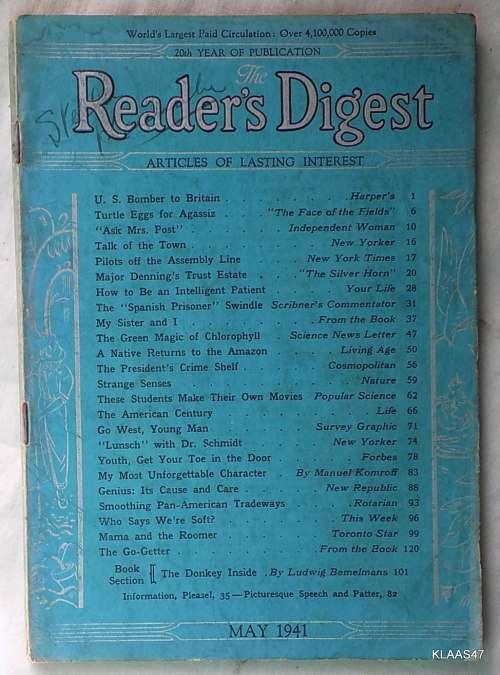 World's Largest Paid Circulation: Over 4,100,000 Copies
20th YEAR OF PUBLICATION
The
Reader's Digest
ARTICLES OF LASTING INTEREST
U. S. Bomber to Britain . . . . . . . Harper's 1
Turtle Eggs for Agassiz . . "The Face of the Fields" 6
"Ask Mrs. Post" . . . . . Independent Woman 10
Talk of the Town . . . . . . . . New Yorker 16
Pilots off the Assembly Line . . . New York Times 17
Major Denning's Trust Estate . . . "The Silver Horn" 20
How to Be an Intelligent Patient . . . . Your Life 28
The "Spanish Prisoner" Swindle Scribner's Commentator 31
My Sister and I . . . . . . . . From the Book 37
The Green Magic of Chlorophyll Science News Letter 47
A Native Returns to the Amazon . . . Living Age 50
The President's Crime Shelf . . . . . Cosmopolitan 56
Strange Senses . . . . . . . . . . Nature 59
These Students Make Their Own Movies Popular Science 62
The American Century . . . . . . . . Life 66
Go West, Young Man . . . . . Survey Graphic 71
"Lunsch" with Dr. Schmidt . . . . . New Yorker 74
Youth, Get Your Toe in the Door . . . . Forbes 78
My Most Unforgettable Character . By Manuel Komroff 83
Genius: Its Cause and Care . . . . New Republic 88
Smoothing Pan-American Tradeways . . . Rotarian 93
Who Says We're Soft? . . . . . . This Week 96
Mama and the Roomer . . . . . Toronto Star 99
The Go-Getter . . . . . . . . From the Book 120
Book Section { The Donkey Inside . By Ludwig Bemelmans 101
Information, Please!, 35 — Picturesque Speech and Patter, 82
MAY 1941
KLAAS47